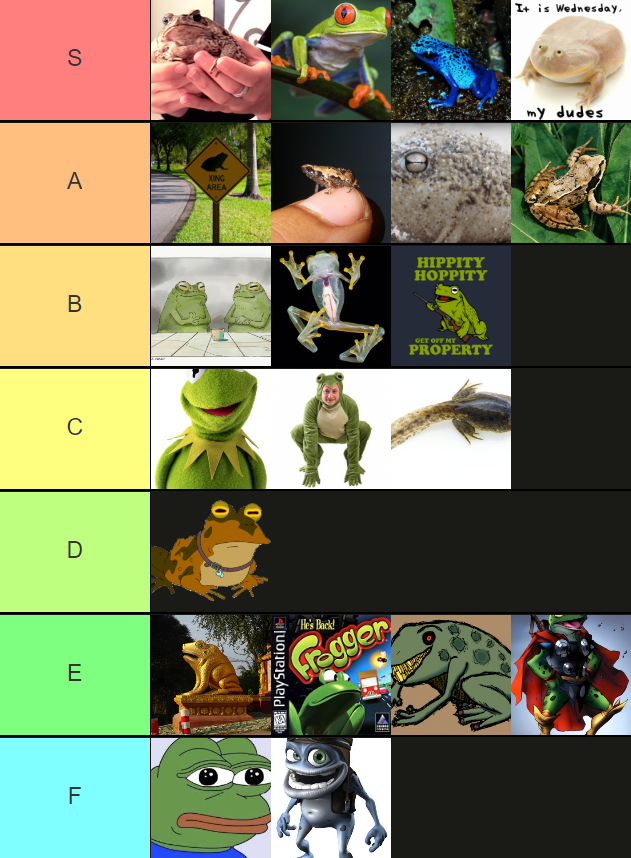 S
It is Wednesday,
my dudes
A
XING
AREA
B
HIPPITY
HOPPITY
GET OFF MY
PROPERTY
C
D
E
PlayStation
He's Back!
Frogger
F